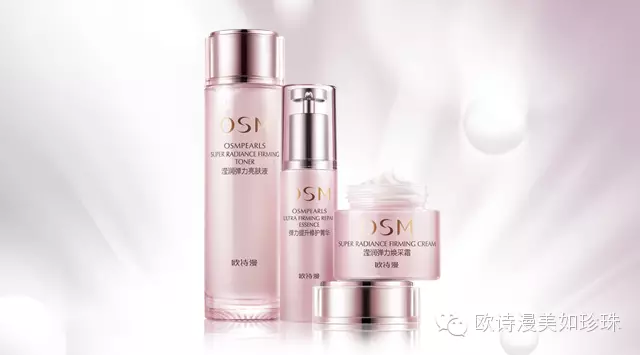 OSM
OSMPEARLS
SUPER RADIANCE FIRMING
TONER
滢润弹力亮肤液
欧诗漫
OSM
OSMPEARLS
ULTRA FIRMING REPAIR
ESSENCE
弹力提升修护菁华
欧诗漫
OSM
SUPER RADIANCE FIRMING CREAM
滢润弹力焕采霜
欧诗漫
欧诗漫美如珍珠